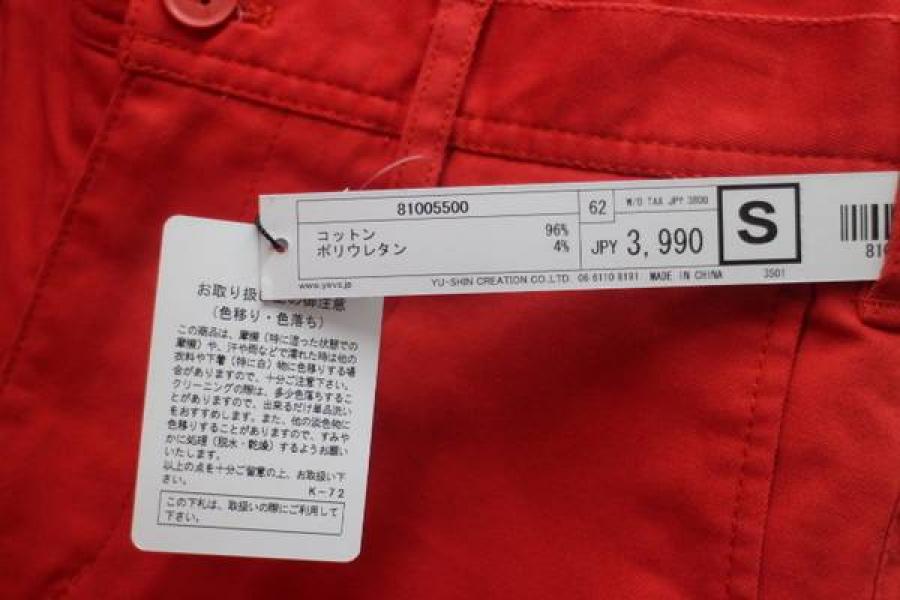 81005500
62
W/O TAX JPY 3800
S
コットン 96%
ポリウレタン 4%
JPY 3,990
www.ysvs.jp
YU-SHIN CREATION CO.,LTD. 06 6110 8191 MADE IN CHINA
3501
お取り扱い
の御注意
(色移り・色落ち)
この商品は、摩擦(特に湿った状態での
摩擦)や、汗や雨などで濡れた時は他の
衣料や下着(特に白)物に色移りする場
合がありますので、十分ご注意下さい。
クリーニングの際は、多少色落ちするこ
とがありますので、出来るだけ単品洗い
をおすすめします。また、他の淡色物に
色移りすることがありますので、すみや
かに処理(脱水・乾燥)するようお願い
いたします。
以上の点を十分ご留意の上、お取扱い下
さい。
K-72
この下札は、取扱いの際にご利用して
下さい。